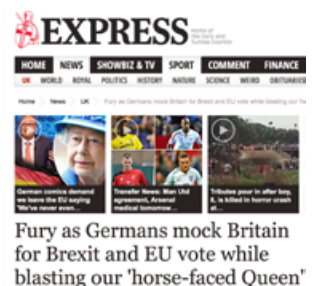 EXPRESS
Home of the Daily and Sunday Express
HOME NEWS SHOWBIZ & TV SPORT COMMENT FINANCE
UK WORLD ROYAL POLITICS HISTORY NATURE SCIENCE WEIRD OBITUARIES
Home > News > UK > Fury as Germans mock Britain for Brexit and EU vote while blasting our
German comics demand
we leave the EU saying
'We've never even...
Transfer News: Man Utd
agreement, Arsenal
medical tomorrow...
Tributes pour in after boy,
8, is killed in horror crash
at...
Fury as Germans mock Britain
for Brexit and EU vote while
blasting our 'horse-faced Queen"